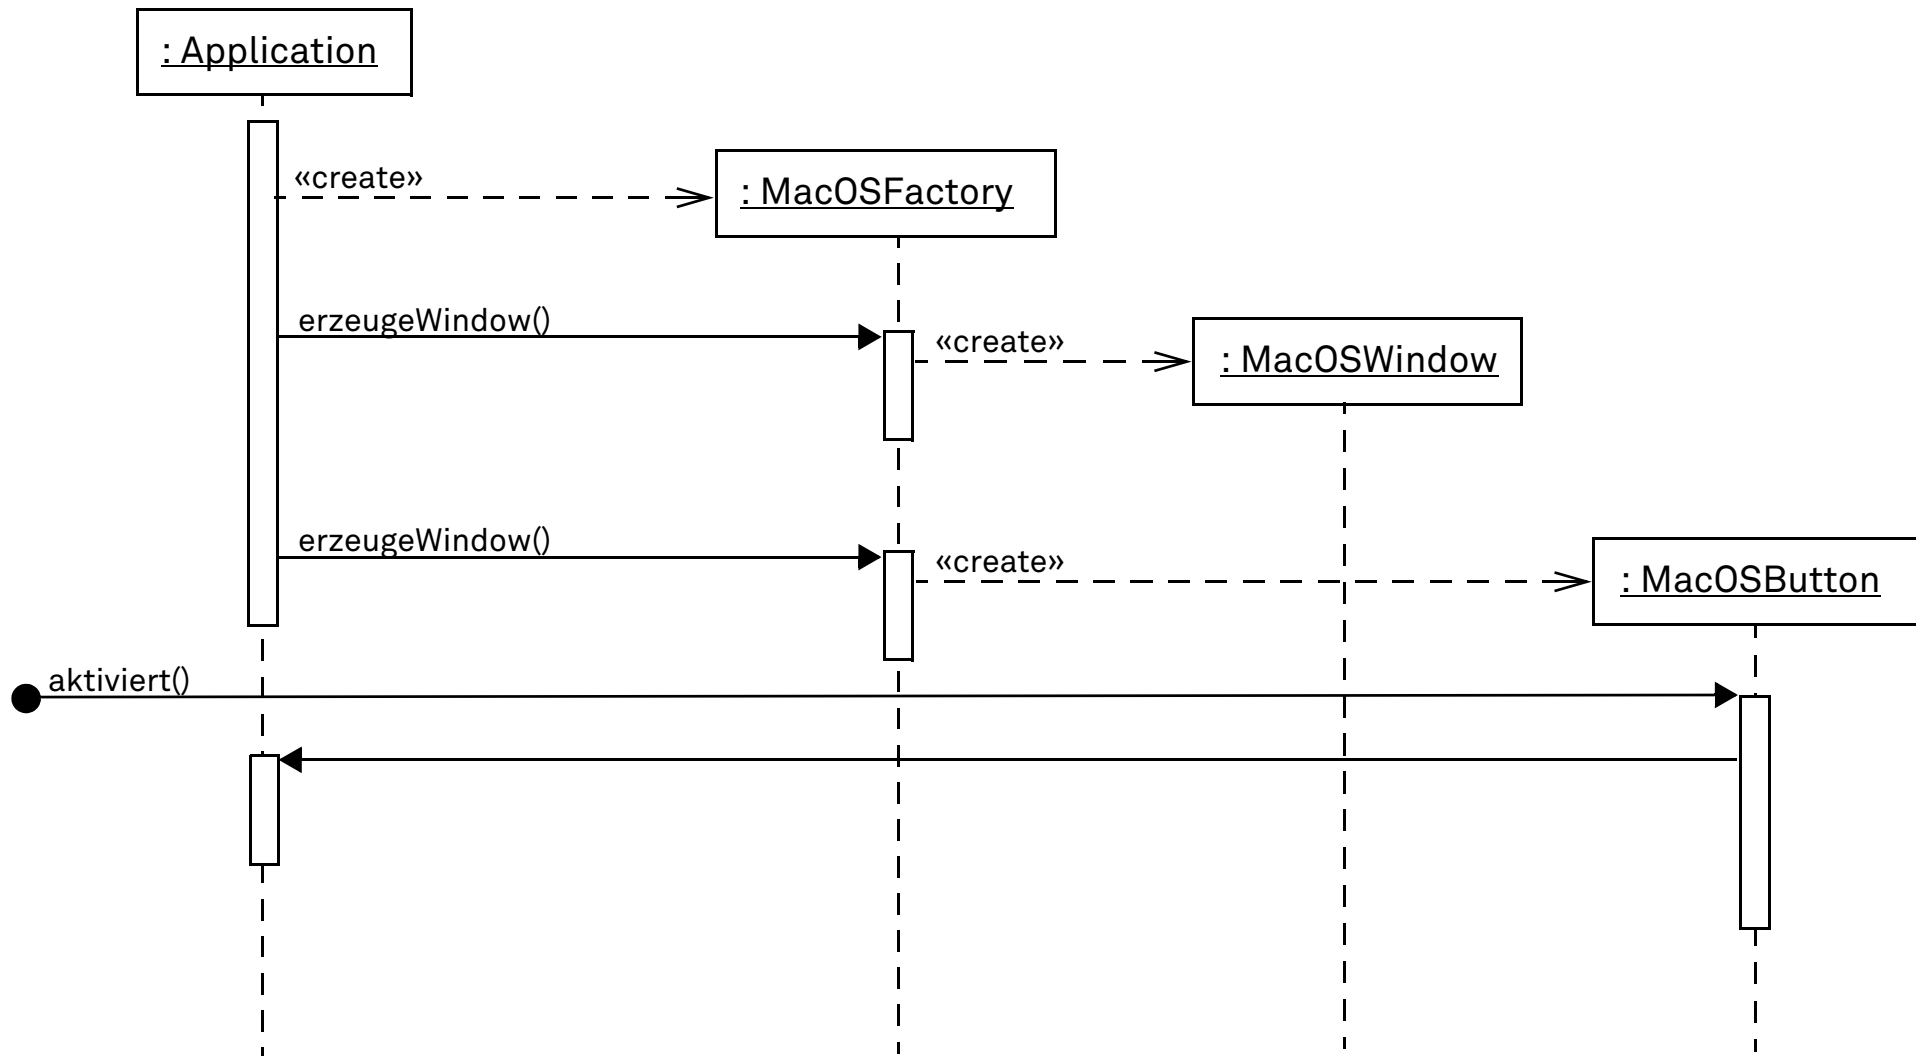 : Application
«create»
: MacOSFactory
erzeugeWindow()
«create»
: MacOSWindow
erzeugeWindow()
«create»
: MacOSButton
aktiviert()